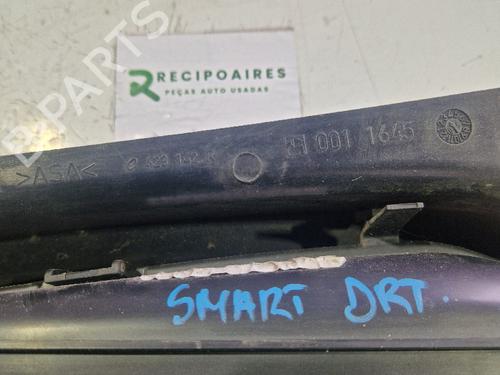 RECIPOAIRES
PEÇAS AUTO USADAS
B-PARTS
>ASA<
001 1645
SMART DRT.